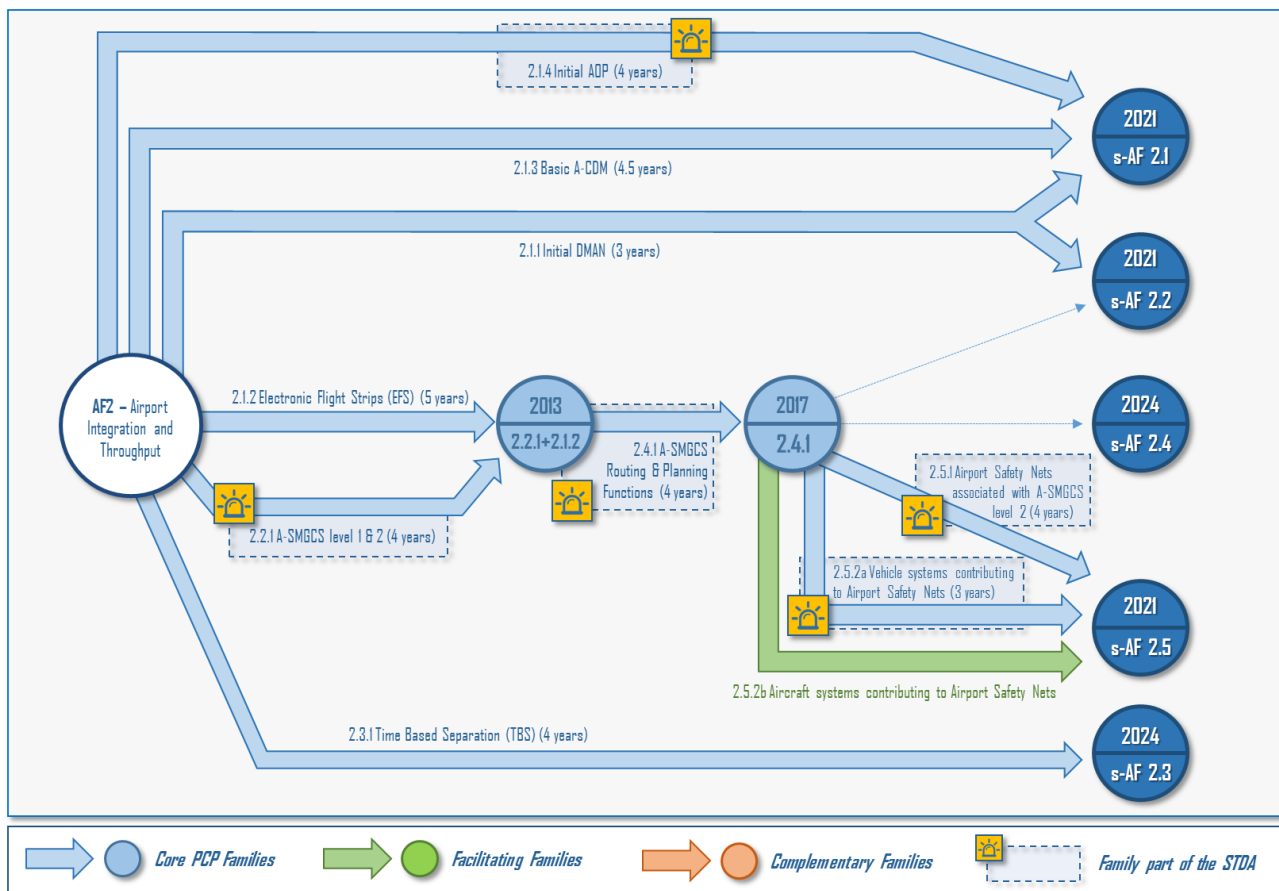 2.1.4 Initial AOP (4 years)
2021
s-AF 2.1
2.1.3 Basic A-CDM (4.5 years)
2.1.1 Initial DMAN (3 years)
2021
s-AF 2.2
AF2 – Airport
Integration and
Throughput
2.1.2 Electronic Flight Strips (EFS) (5 years)
2013
2.2.1+2.1.2
2.4.1 A-SMGCS
Routing & Planning
Functions (4 years)
2017
2.4.1
2024
s-AF 2.4
2.2.1 A-SMGCS level 1 & 2 (4 years)
2.5.1 Airport Safety Nets
associated with A-SMGCS
level 2 (4 years)
2.5.2a Vehicle systems contributing
to Airport Safety Nets (3 years)
2021
s-AF 2.5
2.5.2b Aircraft systems contributing to Airport Safety Nets
2.3.1 Time Based Separation (TBS) (4 years)
2024
s-AF 2.3
Core PCP Families
Facilitating Families
Complementary Families
Family part of the STDA